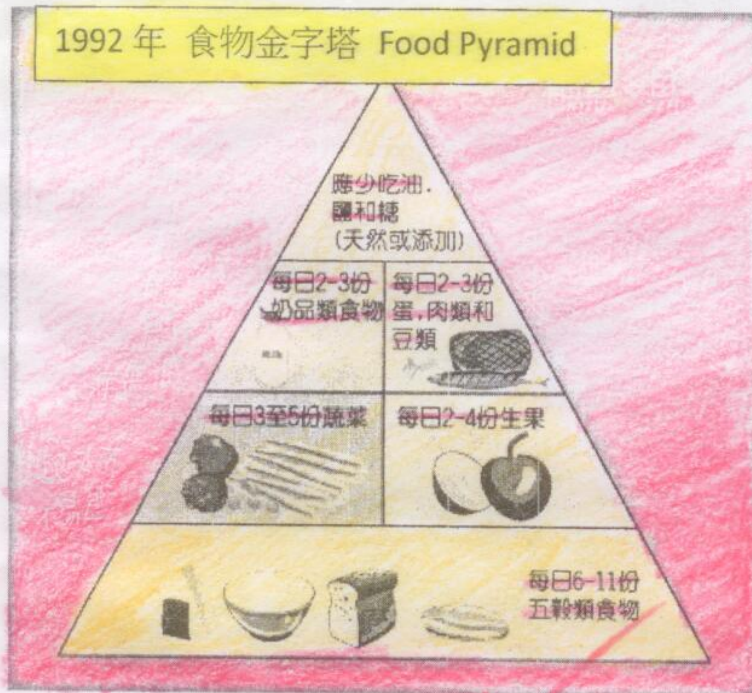 1992 年 食物金字塔 Food Pyramid
應少吃油.
鹽和糖
(天然或添加)
每日2-3份
奶品類食物
每日2-3份
蛋,肉類和
豆類
每日3至5份蔬菜
每日2-4份生果
每日6-11份
五穀類食物